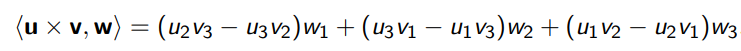 ⟨u × v, w⟩ = (u₂v₃ − u₃v₂)w₁ + (u₃v₁ − u₁v₃)w₂ + (u₁v₂ − u₂v₁)w₃